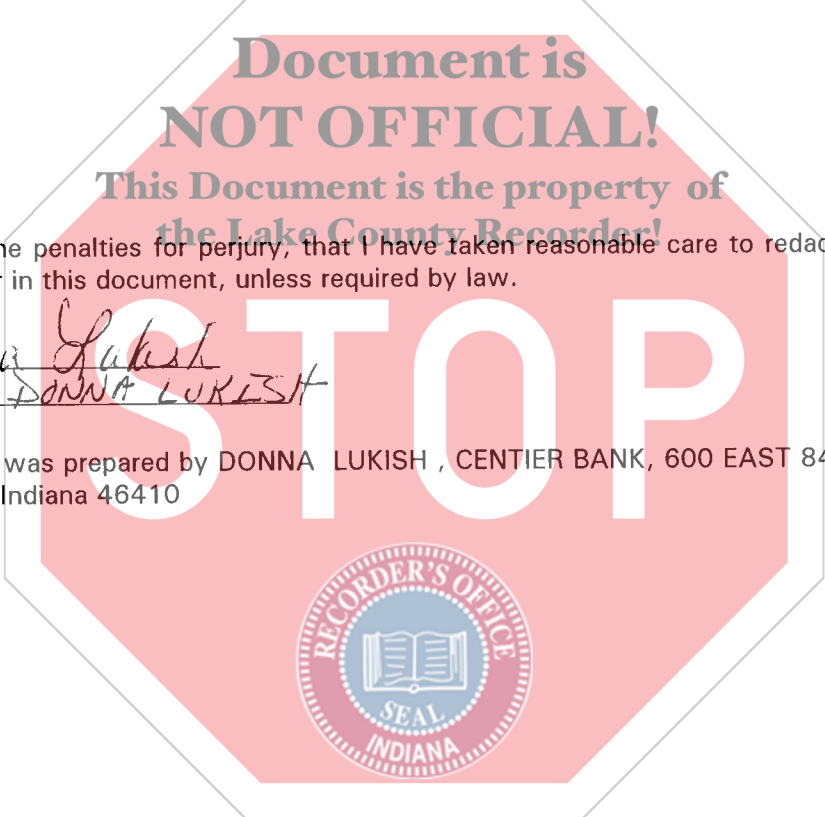 Document is
NOT OFFICIAL!
This Document is the property of
the Lake County Recorder!
he penalties for perjury, that I have taken reasonable care to redac
r in this document, unless required by law.
a Lukish
DONNA LUKISH
was prepared by DONNA LUKISH , CENTIER BANK, 600 EAST 84
Indiana 46410
STOP
RECORDER'S OFFICE
SEAL
INDIANA